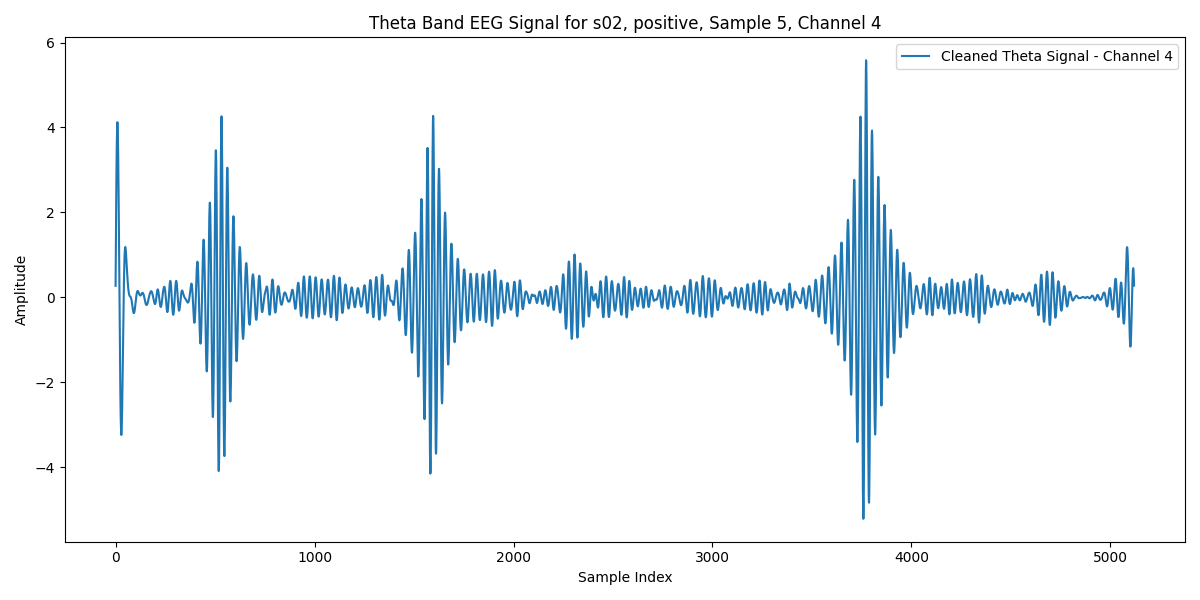 Theta Band EEG Signal for s02, positive, Sample 5, Channel 4
Cleaned Theta Signal - Channel 4
Amplitude
6
4
2
0
−2
−4
0 1000 2000 3000 4000 5000
Sample Index